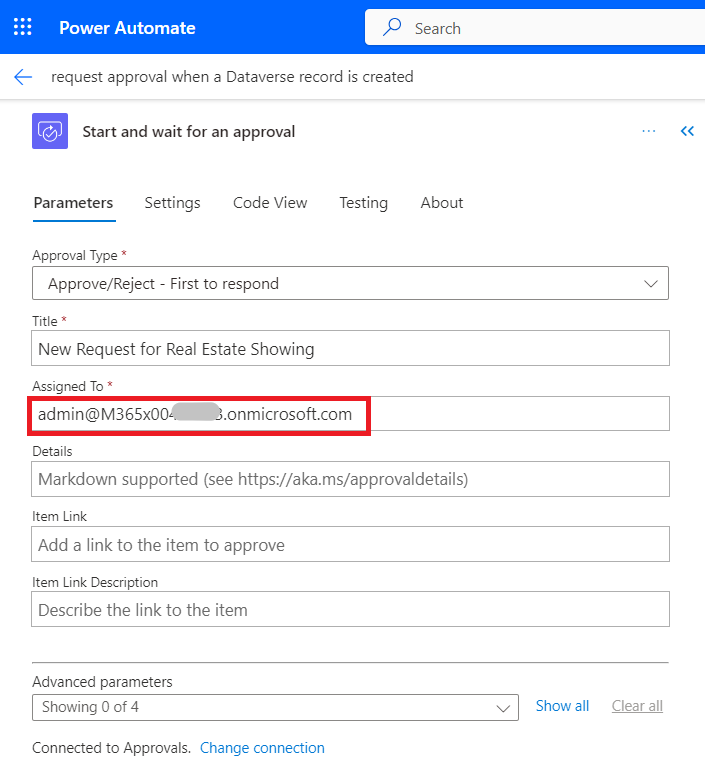 Power Automate
Search
request approval when a Dataverse record is created
Start and wait for an approval
Parameters Settings Code View Testing About
Approval Type *
Approve/Reject - First to respond
Title *
New Request for Real Estate Showing
Assigned To *
admin@M365x004 3.onmicrosoft.com
Details
Markdown supported (see https://aka.ms/approvaldetails)
Item Link
Add a link to the item to approve
Item Link Description
Describe the link to the item
Advanced parameters
Showing 0 of 4 Show all Clear all
Connected to Approvals. Change connection